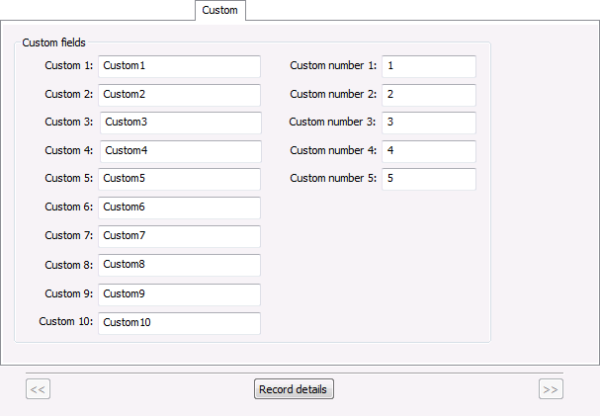 Custom
Custom fields
Custom 1: Custom1 Custom number 1: 1
Custom 2: Custom2 Custom number 2: 2
Custom 3: Custom3 Custom number 3: 3
Custom 4: Custom4 Custom number 4: 4
Custom 5: Custom5 Custom number 5: 5
Custom 6: Custom6
Custom 7: Custom7
Custom 8: Custom8
Custom 9: Custom9
Custom 10: Custom10
<< Record details >>